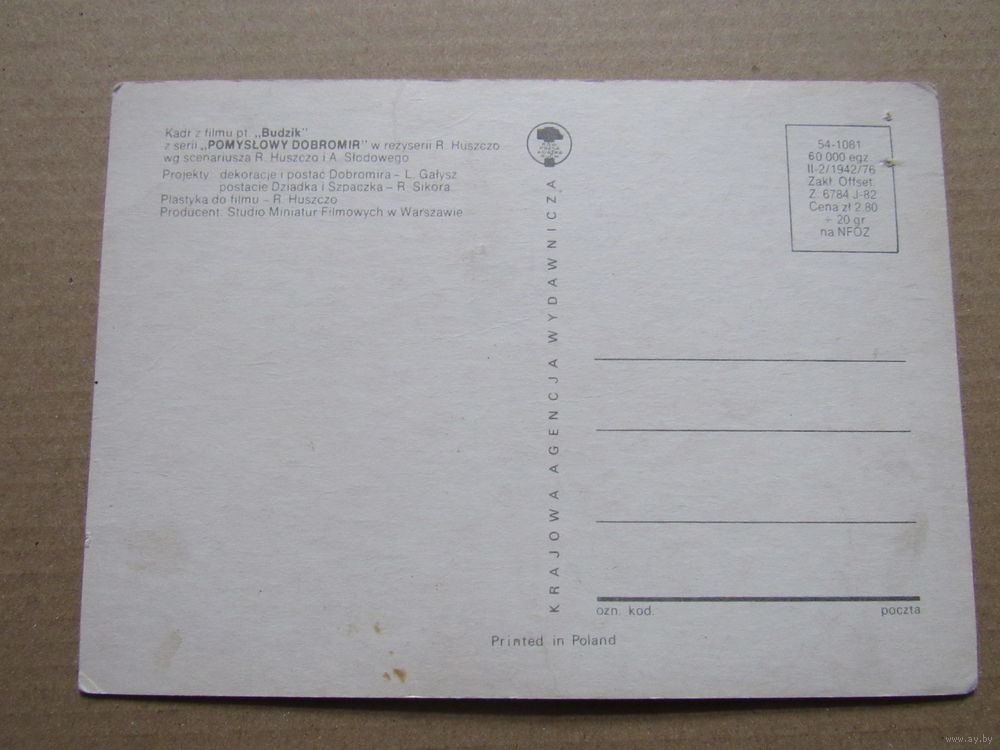 Kadr z filmu pt. „Budzik"
z serii „POMYSŁOWY DOBROMIR" w reżyserii R. Huszczo
wg scenariusza R. Huszczo i A. Słodowego
Projekty: dekoracje i postać Dobromira – L. Gałysz
postacie Dziadka i Szpaczka – R. Sikora
Plastyka do filmu – R. Huszczo
Producent: Studio Miniatur Filmowych w Warszawie
KRAJOWA AGENCJA WYDAWNICZA
54-1081
60 000 egz.
II-2/1942/76
Zakł. Offset.
Z. 6784 J-82
Cena zł 2.80
+ 20 gr
na NFOZ
ozn. kod.
poczta
Printed in Poland
www.ay.by